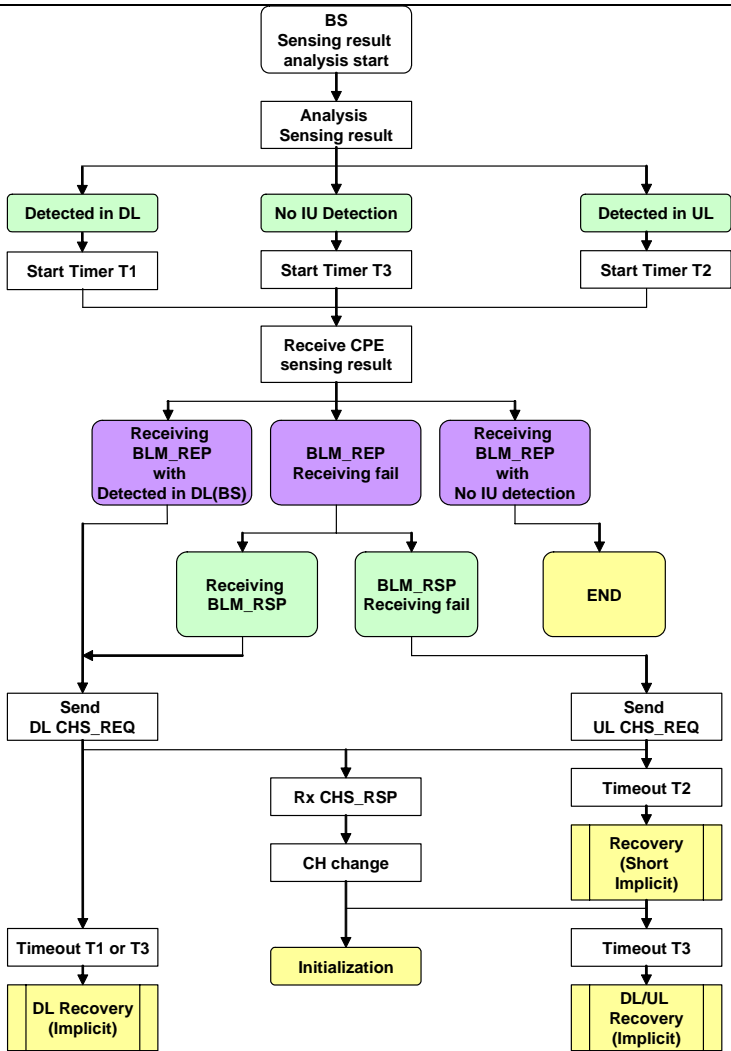 BS
Sensing result
analysis start
Analysis
Sensing result
Detected in DL
No IU Detection
Detected in UL
Start Timer T1
Start Timer T3
Start Timer T2
Receive CPE
sensing result
Receiving
BLM_REP
with
Detected in DL(BS)
BLM_REP
Receiving fail
Receiving
BLM_REP
with
No IU detection
Receiving
BLM_RSP
BLM_RSP
Receiving fail
END
Send
DL CHS_REQ
Send
UL CHS_REQ
Rx CHS_RSP
Timeout T2
CH change
Recovery
(Short
Implicit)
Timeout T1 or T3
Initialization
Timeout T3
DL Recovery
(Implicit)
DL/UL
Recovery
(Implicit)